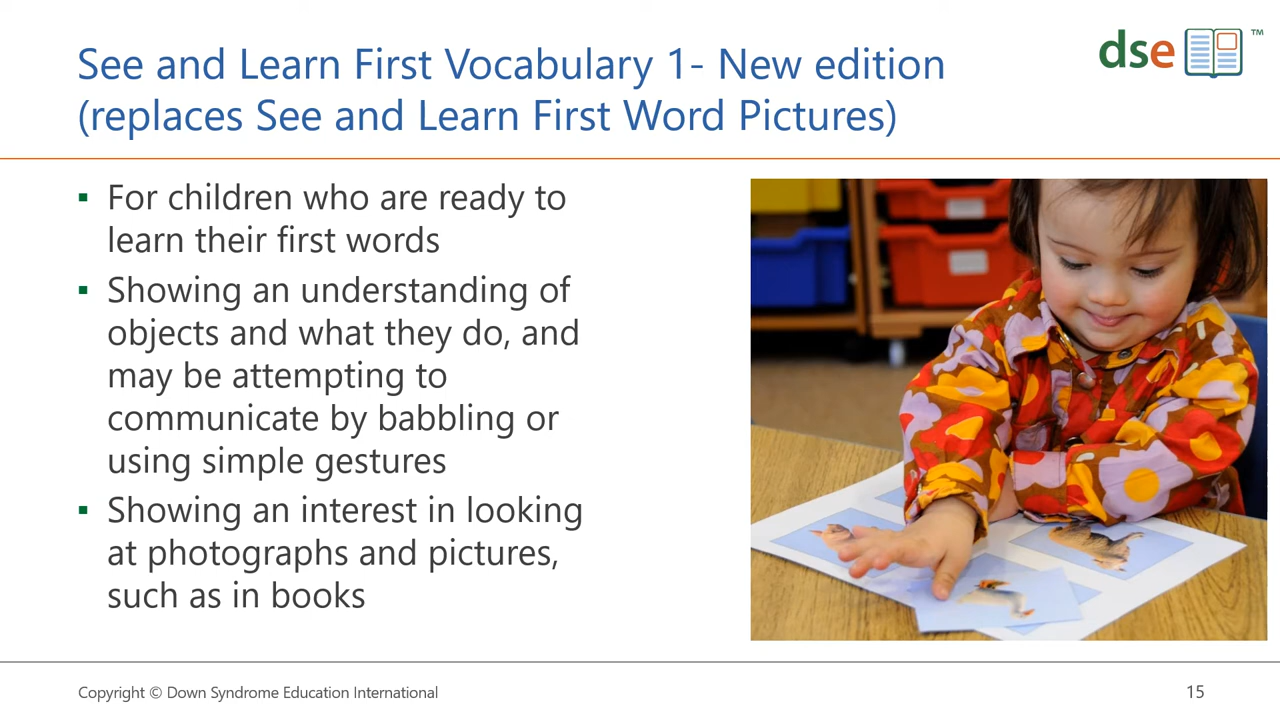 See and Learn First Vocabulary 1- New edition
(replaces See and Learn First Word Pictures)
dse ™
▪ For children who are ready to
learn their first words
▪ Showing an understanding of
objects and what they do, and
may be attempting to
communicate by babbling or
using simple gestures
▪ Showing an interest in looking
at photographs and pictures,
such as in books
Copyright © Down Syndrome Education International
15